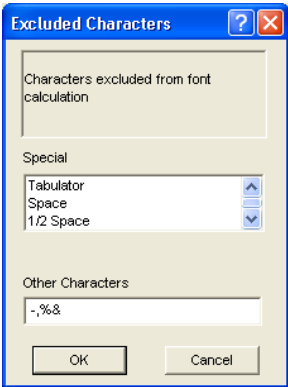 Excluded Characters
Characters excluded from font
calculation
Special
Tabulator
Space
1/2 Space
Other Characters
-,%&
OK
Cancel